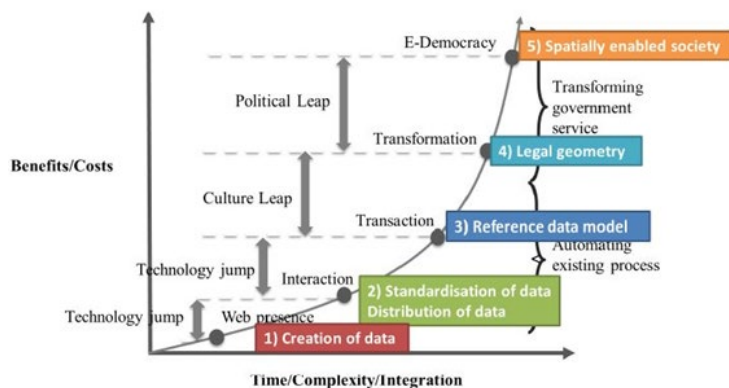 E-Democracy
5) Spatially enabled society
Political Leap
Transforming
government
service
Transformation
4) Legal geometry
Benefits/Costs
Culture Leap
Transaction
3) Reference data model
Automating
existing process
Technology jump
Interaction
2) Standardisation of data
Distribution of data
Technology jump
Web presence
1) Creation of data
Time/Complexity/Integration